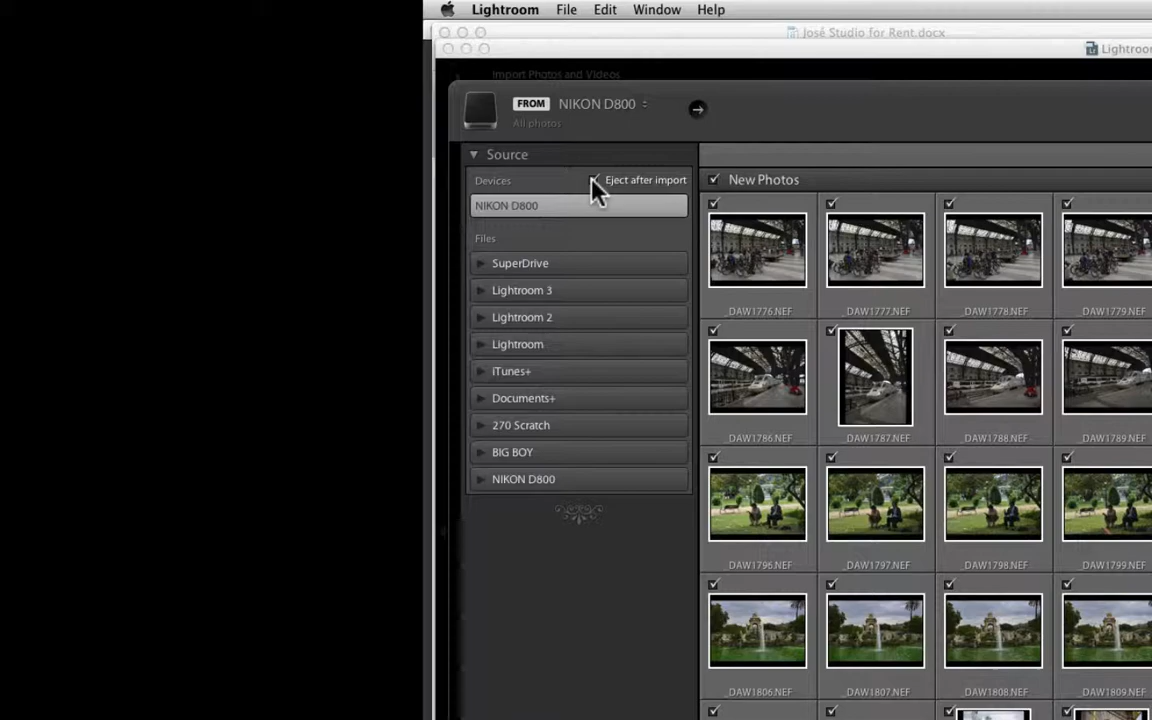 Lightroom File Edit Window Help
José Studio for Rent.docx
Lightroom
Import Photos and Videos
FROM NIKON D800
All photos
Source
Devices Eject after import
NIKON D800
Files
SuperDrive
Lightroom 3
Lightroom 2
Lightroom
iTunes+
Documents+
270 Scratch
BIG BOY
NIKON D800
New Photos
_DAW1776.NEF _DAW1777.NEF _DAW1778.NEF _DAW1779.NEF
_DAW1786.NEF _DAW1787.NEF _DAW1788.NEF _DAW1789.NEF
_DAW1796.NEF _DAW1797.NEF _DAW1798.NEF _DAW1799.NEF
_DAW1806.NEF _DAW1807.NEF _DAW1808.NEF _DAW1809.NEF